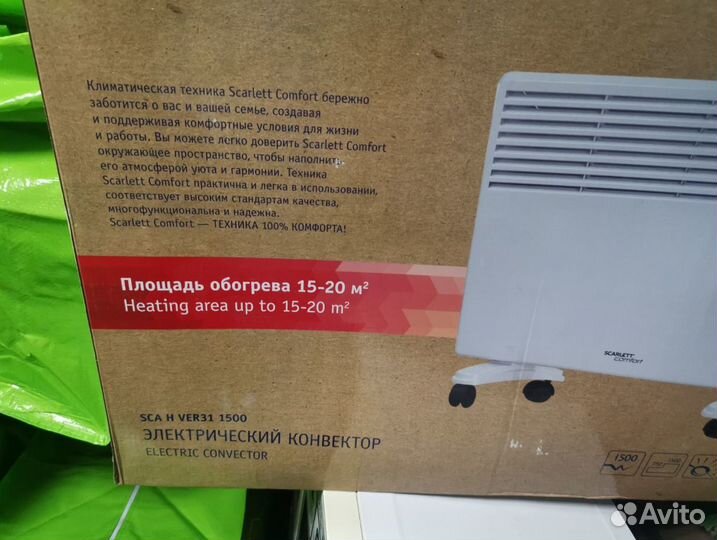 Климатическая техника Scarlett Comfort бережно
заботится о вас и вашей семье, создавая
и поддерживая комфортные условия для жизни
и работы. Вы можете легко доверить Scarlett Comfort
окружающее пространство, чтобы наполнить
его атмосферой уюта и гармонии. Техника
Scarlett Comfort практична и легка в использовании,
соответствует высоким стандартам качества,
многофункциональна и надежна.
Scarlett Comfort — ТЕХНИКА 100% КОМФОРТА!
Площадь обогрева 15-20 м²
Heating area up to 15-20 m²
SCARLETT
comfort
SCA H VER31 1500
ЭЛЕКТРИЧЕСКИЙ КОНВЕКТОР
ELECTRIC CONVECTOR
1500
Avito